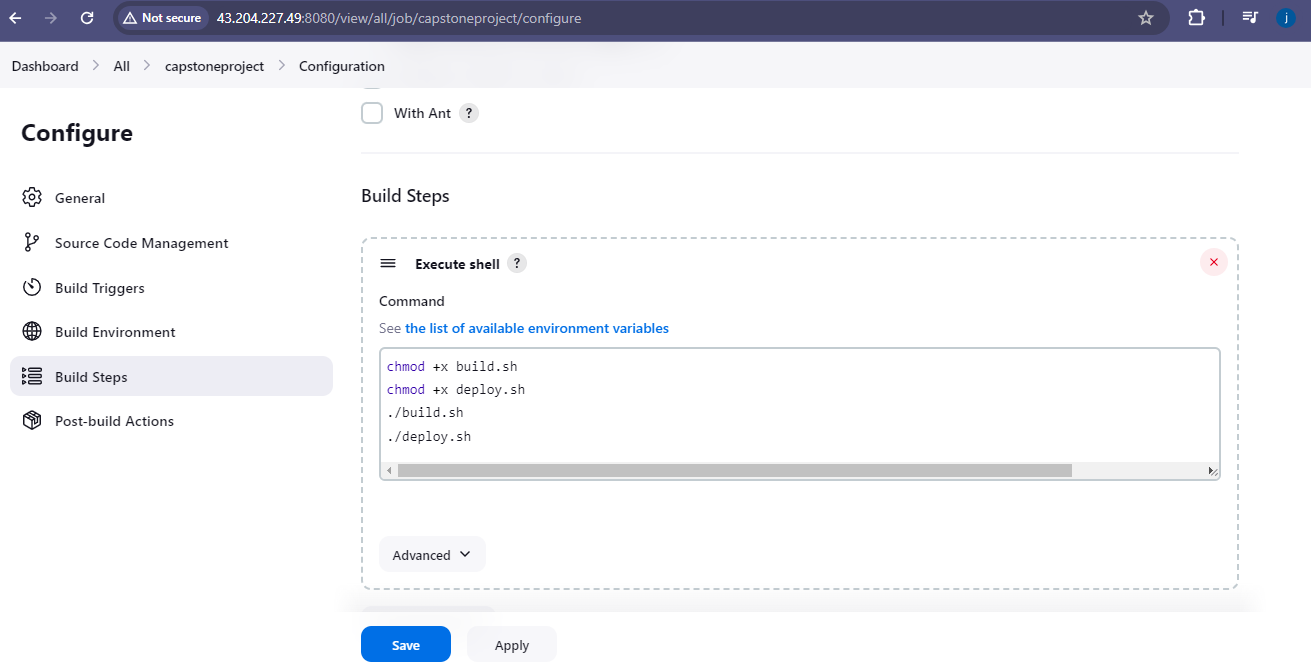 Not secure 43.204.227.49:8080/view/all/job/capstoneproject/configure j
Dashboard All capstoneproject Configuration
With Ant ?
Configure
General
Source Code Management
Build Triggers
Build Environment
Build Steps
Post-build Actions
Build Steps
Execute shell ?
Command
See the list of available environment variables
chmod +x build.sh
chmod +x deploy.sh
./build.sh
./deploy.sh
Advanced
Save Apply